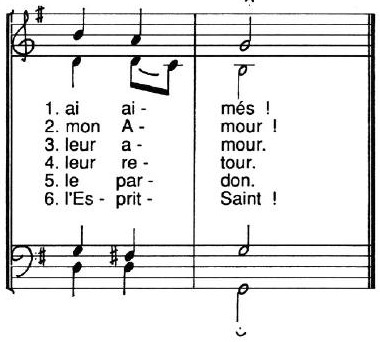 1. ai ai - més !
2. mon A - mour !
3. leur a - mour.
4. leur re - tour.
5. le par - don.
6. l'Es - prit - Saint !